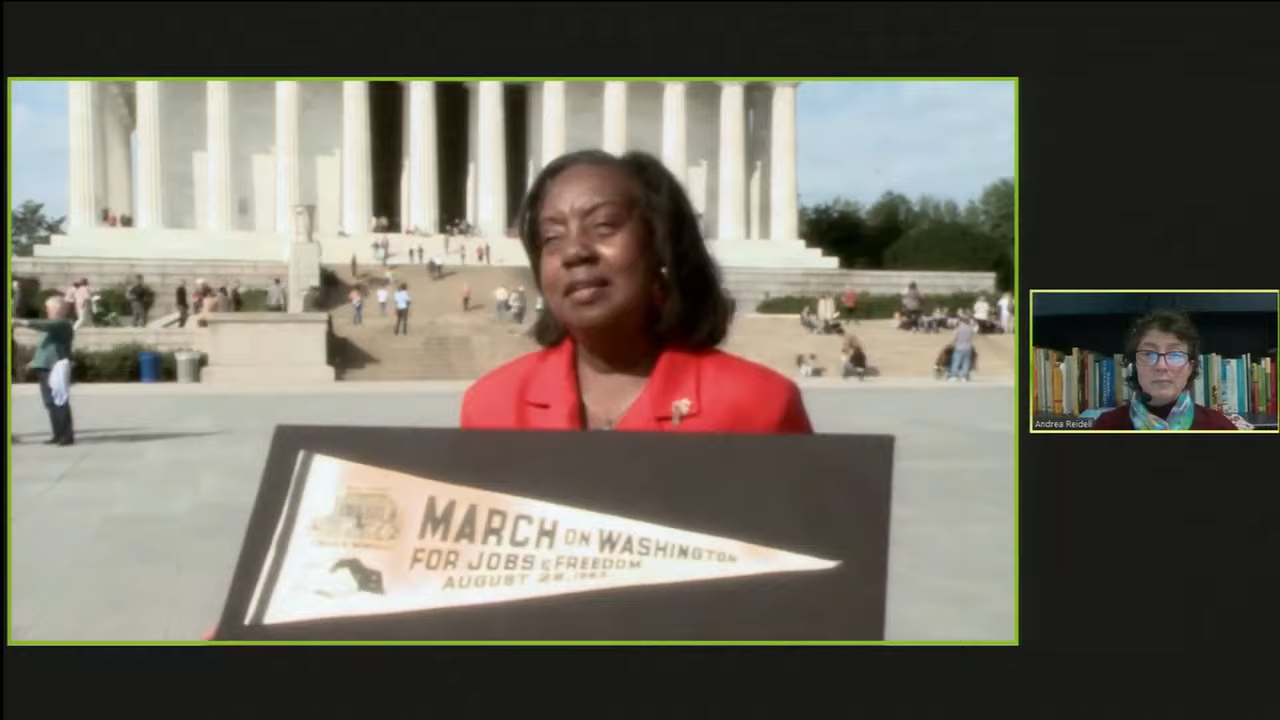 MARCH ON WASHINGTON
FOR JOBS & FREEDOM
AUGUST 28, 1963
Andrea Reidell